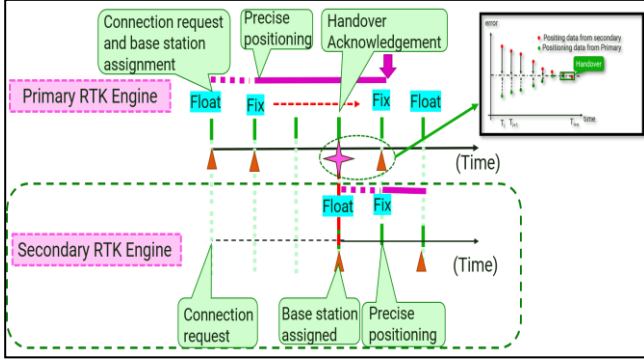 Connection request
and base station
assignment
Precise
positioning
Handover
Acknowledgement
error
Positing data from secondary
Positioning data from Primary
Handover
time
Primary RTK Engine
Float
Fix
Fix
Float
(Time)
Float
Fix
Secondary RTK Engine
(Time)
Connection
request
Base station
assigned
Precise
positioning